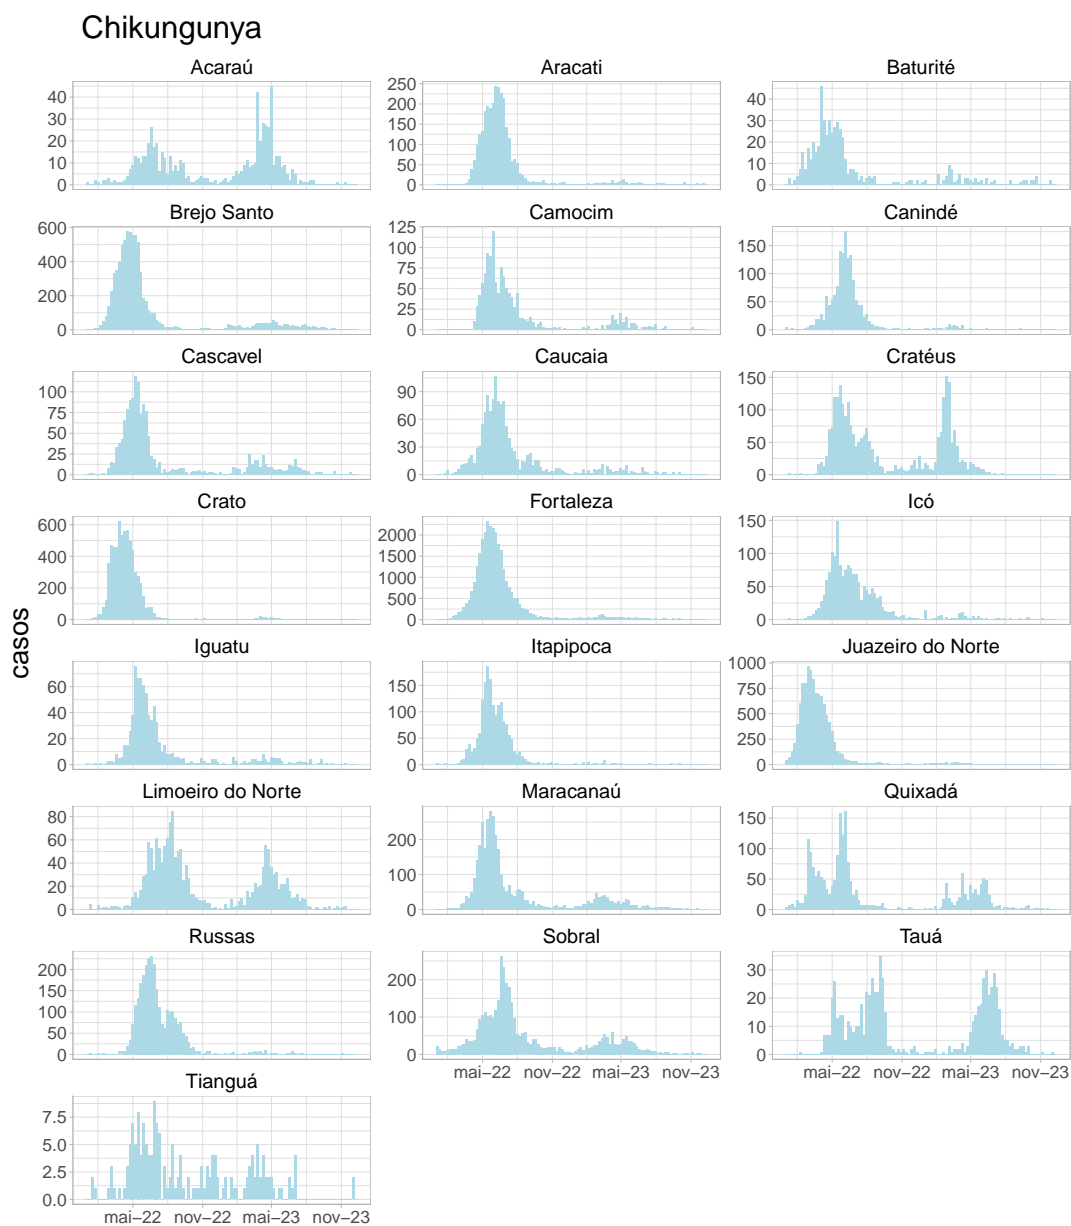 Chikungunya
Acaraú Aracati Baturité
40 30 20 10 0
250 200 150 100 50 0
50 40 30 20 10 0
Brejo Santo Camocim Canindé
600 400 200 0
125 100 75 50 25 0
150 100 50 0
Cascavel Caucaia Cratéus
100 75 50 25 0
90 60 30 0
150 100 50 0
Crato Fortaleza Icó
600 400 200 0
2000 1500 1000 500 0
150 100 50 0
casos
Iguatu Itapipoca Juazeiro do Norte
60 40 20 0
150 100 50 0
1000 750 500 250 0
Limoeiro do Norte Maracanaú Quixadá
80 60 40 20 0
200 100 0
150 100 50 0
Russas Sobral Tauá
200 150 100 50 0
200 100 0
30 20 10 0
mai–22 nov–22 mai–23 nov–23
mai–22 nov–22 mai–23 nov–23
Tianguá
7.5 5.0 2.5 0.0
mai–22 nov–22 mai–23 nov–23